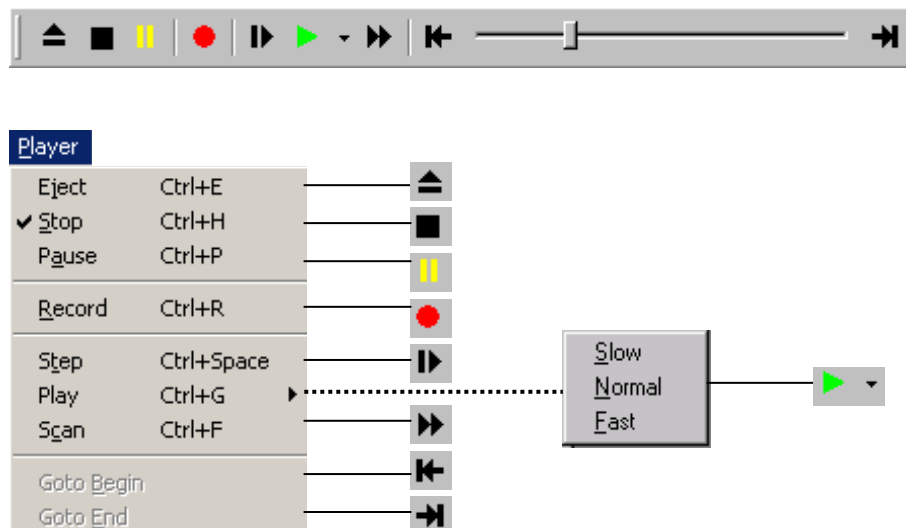 Player
Eject Ctrl+E
Stop Ctrl+H
Pause Ctrl+P
Record Ctrl+R
Step Ctrl+Space
Play Ctrl+G
Scan Ctrl+F
Goto Begin
Goto End
Slow
Normal
Fast